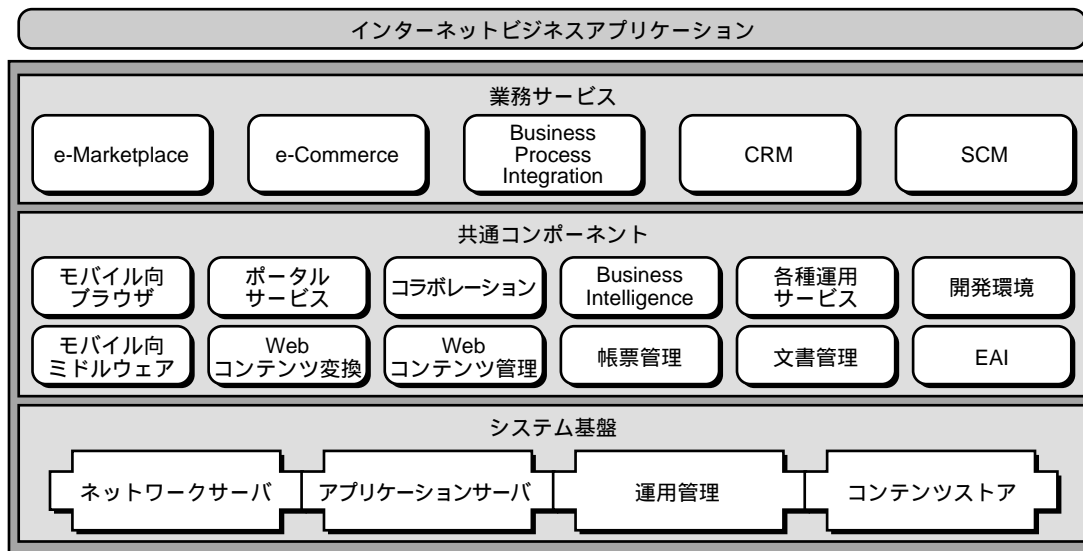 インターネットビジネスアプリケーション
業務サービス
e-Marketplace
e-Commerce
Business
Process
Integration
CRM
SCM
共通コンポーネント
モバイル向
ブラウザ
ポータル
サービス
コラボレーション
Business
Intelligence
各種運用
サービス
開発環境
モバイル向
ミドルウェア
Web
コンテンツ変換
Web
コンテンツ管理
帳票管理
文書管理
EAI
システム基盤
ネットワークサーバ
アプリケーションサーバ
運用管理
コンテンツストア